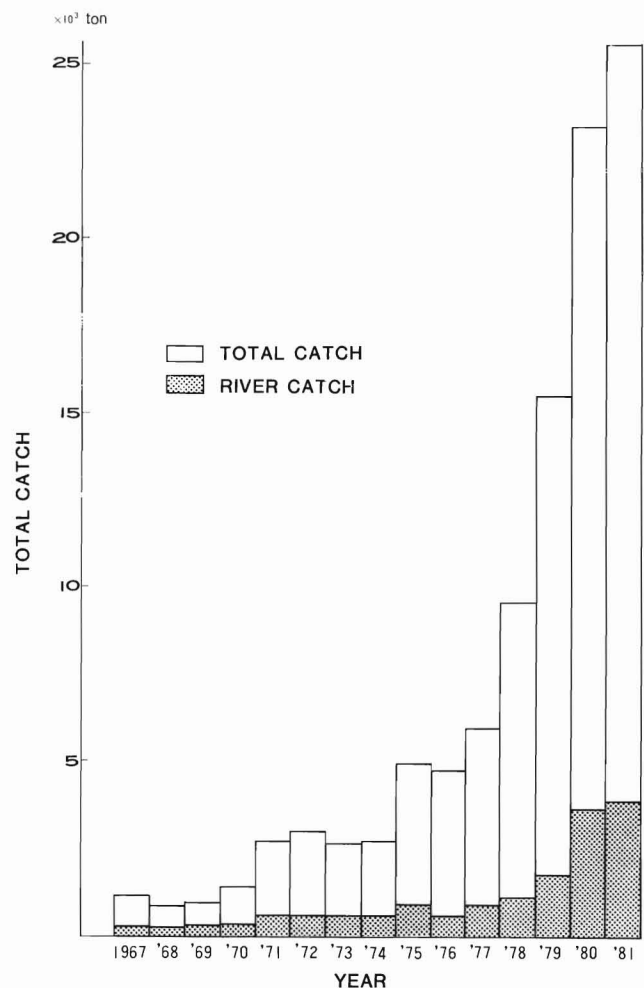 ×10³ ton
25
20
15
10
5
TOTAL CATCH
TOTAL CATCH
RIVER CATCH
1967 '68 '69 '70 '71 '72 '73 '74 '75 '76 '77 '78 '79 '80 '81
YEAR